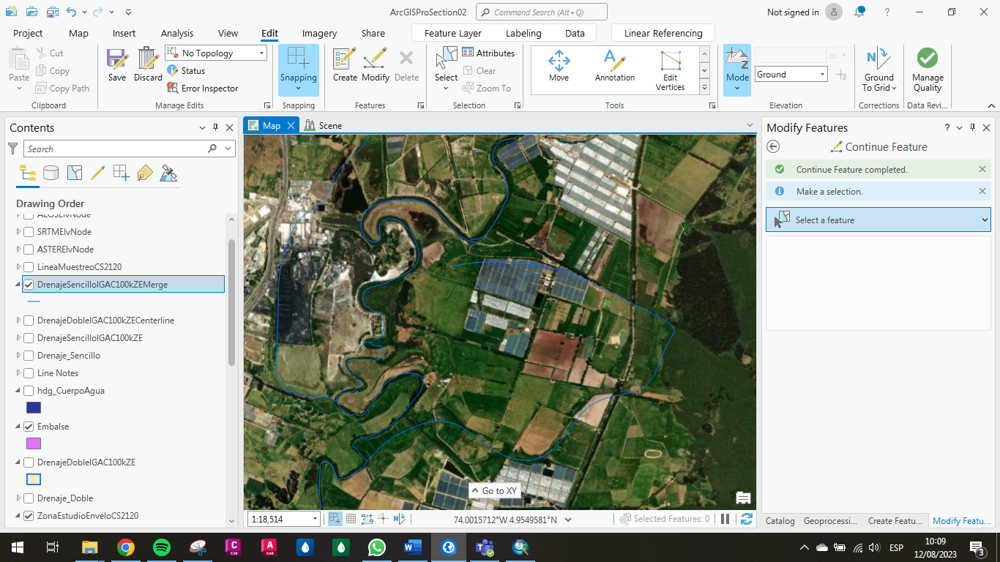 ArcGISProSection02
Command Search (Alt+Q)
Not signed in
?
Project
Map
Insert
Analysis
View
Edit
Imagery
Share
Feature Layer
Labeling
Data
Linear Referencing
Paste
Cut
Copy
Copy Path
Clipboard
Save
Discard
No Topology
Status
Error Inspector
Manage Edits
Snapping
Snapping
Create
Modify
Delete
Features
Select
Attributes
Clear
Zoom To
Selection
Move
Annotation
Edit
Vertices
Tools
Mode
m
Ground
Elevation
Ground
To Grid
Corrections
Manage
Quality
Data Revi...
Contents
Search
Drawing Order
SRTMElvNode
ASTERElvNode
LineaMuestreoCS2120
DrenajeSencilloIGAC100kZEMerge
DrenajeDobleIGAC100kZECenterline
DrenajeSencilloIGAC100kZE
Drenaje_Sencillo
Line Notes
hdg_CuerpoAgua
Embalse
DrenajeDobleIGAC100kZE
Drenaje_Doble
ZonaEstudioEnveloCS2120
Map
Scene
Go to XY
1:18,514
74.0015712°W 4.9549581°N
Selected Features: 0
Modify Features
?
Continue Feature
Continue Feature completed.
Make a selection.
Select a feature
Catalog
Geoprocessi...
Create Featu...
Modify Featu...
ESP
10:09
12/08/2023
3